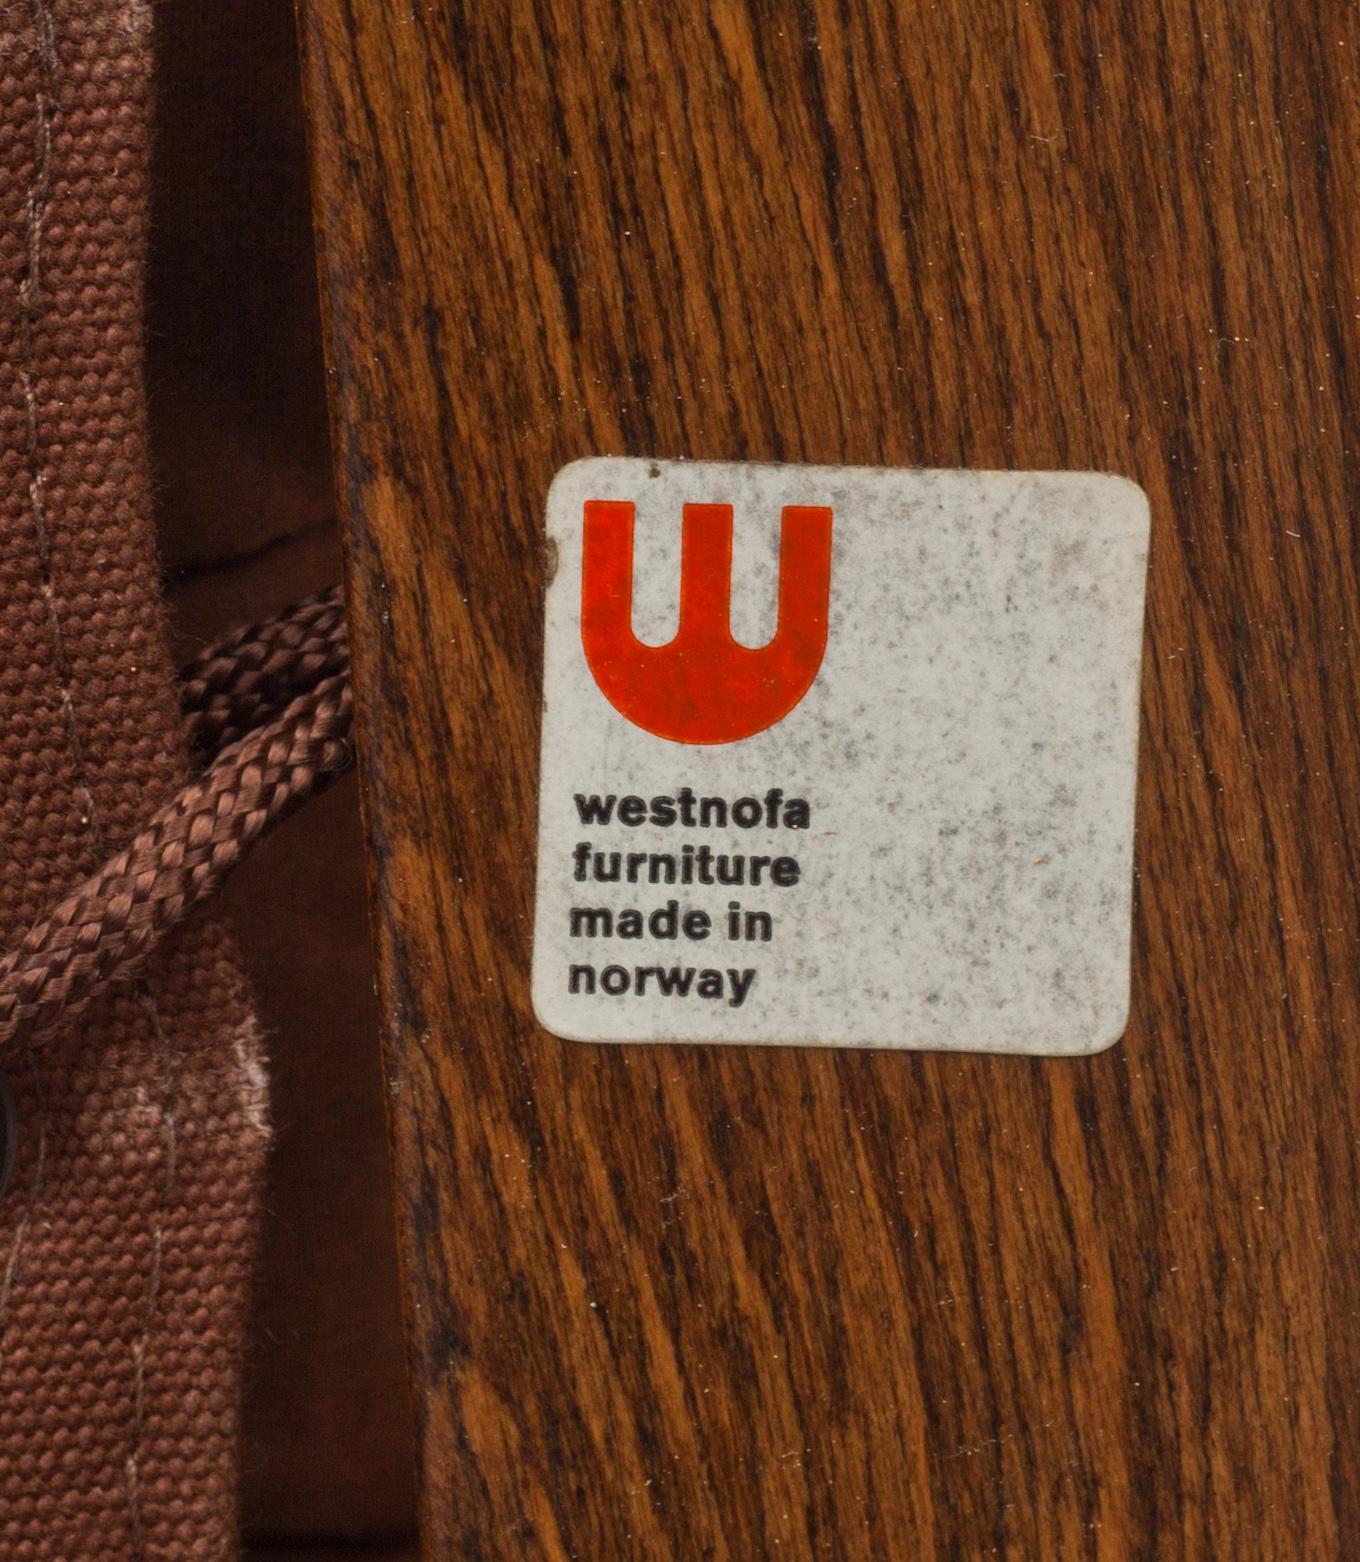 westnofa
furniture
made in
norway